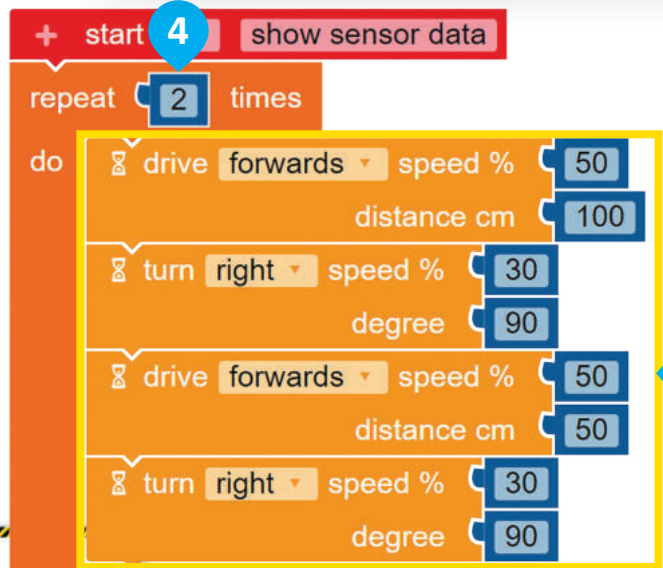 + start 4 show sensor data
repeat 2 times
do drive forwards speed % 50
distance cm 100
turn right speed % 30
degree 90
drive forwards speed % 50
distance cm 50
turn right speed % 30
degree 90